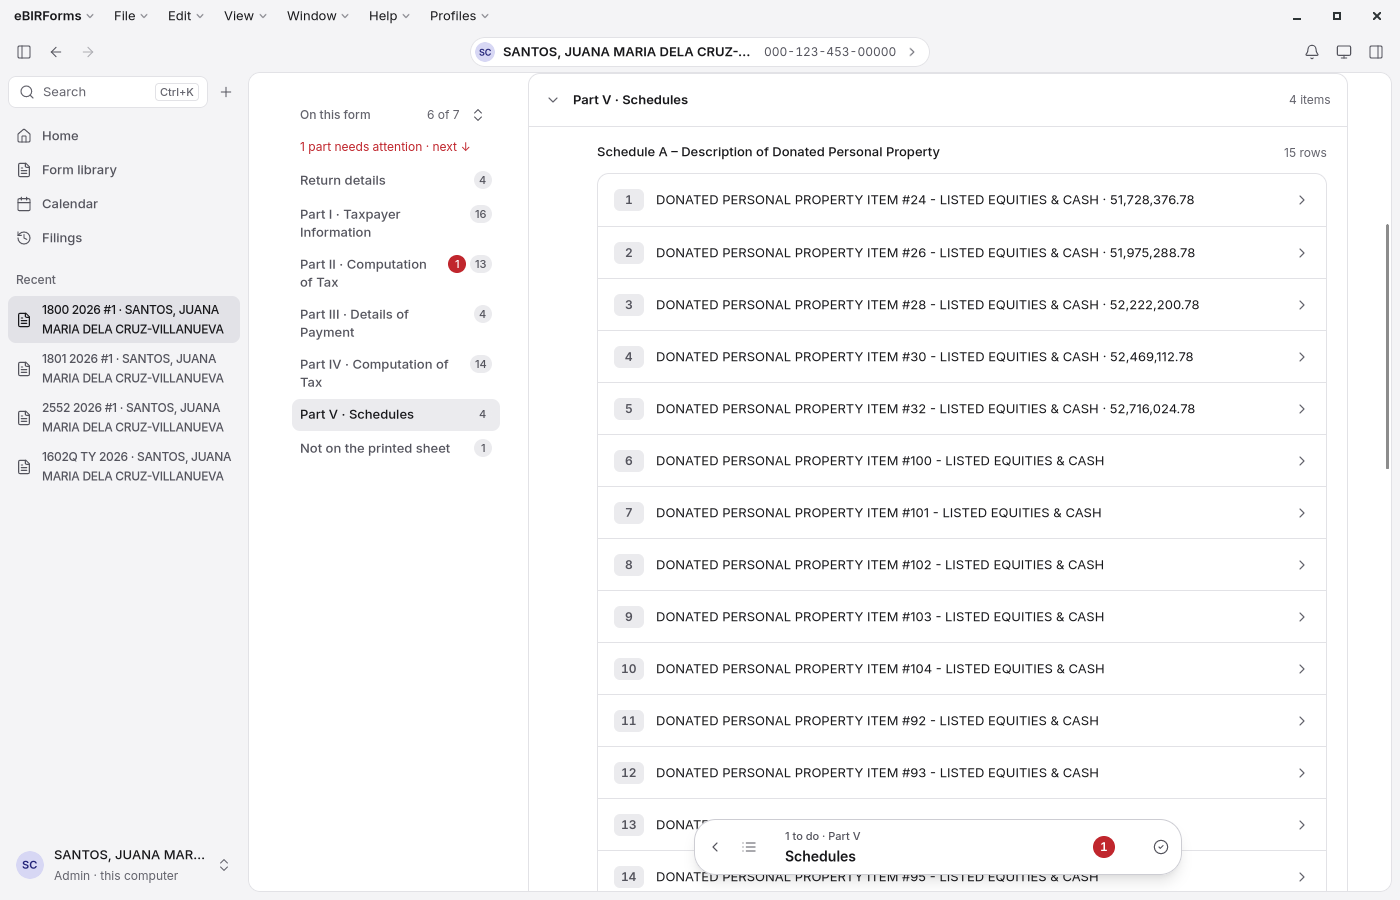 eBIRForms File Edit View Window Help Profiles
SC SANTOS, JUANA MARIA DELA CRUZ-... 000-123-453-00000
Search Ctrl+K
Home
Form library
Calendar
Filings
Recent
1800 2026 #1 · SANTOS, JUANA
MARIA DELA CRUZ-VILLANUEVA
1801 2026 #1 · SANTOS, JUANA
MARIA DELA CRUZ-VILLANUEVA
2552 2026 #1 · SANTOS, JUANA
MARIA DELA CRUZ-VILLANUEVA
1602Q TY 2026 · SANTOS, JUANA
MARIA DELA CRUZ-VILLANUEVA
SC SANTOS, JUANA MAR...
Admin · this computer
On this form 6 of 7
1 part needs attention · next ↓
Return details 4
Part I · Taxpayer 16
Information
Part II · Computation 1 13
of Tax
Part III · Details of 4
Payment
Part IV · Computation of 14
Tax
Part V · Schedules 4
Not on the printed sheet 1
Part V · Schedules 4 items
Schedule A – Description of Donated Personal Property 15 rows
1 DONATED PERSONAL PROPERTY ITEM #24 - LISTED EQUITIES & CASH · 51,728,376.78
2 DONATED PERSONAL PROPERTY ITEM #26 - LISTED EQUITIES & CASH · 51,975,288.78
3 DONATED PERSONAL PROPERTY ITEM #28 - LISTED EQUITIES & CASH · 52,222,200.78
4 DONATED PERSONAL PROPERTY ITEM #30 - LISTED EQUITIES & CASH · 52,469,112.78
5 DONATED PERSONAL PROPERTY ITEM #32 - LISTED EQUITIES & CASH · 52,716,024.78
6 DONATED PERSONAL PROPERTY ITEM #100 - LISTED EQUITIES & CASH
7 DONATED PERSONAL PROPERTY ITEM #101 - LISTED EQUITIES & CASH
8 DONATED PERSONAL PROPERTY ITEM #102 - LISTED EQUITIES & CASH
9 DONATED PERSONAL PROPERTY ITEM #103 - LISTED EQUITIES & CASH
10 DONATED PERSONAL PROPERTY ITEM #104 - LISTED EQUITIES & CASH
11 DONATED PERSONAL PROPERTY ITEM #92 - LISTED EQUITIES & CASH
12 DONATED PERSONAL PROPERTY ITEM #93 - LISTED EQUITIES & CASH
13
14 DONATED PERSONAL PROPERTY ITEM #95 - LISTED EQUITIES & CASH
1 to do · Part V
Schedules 1